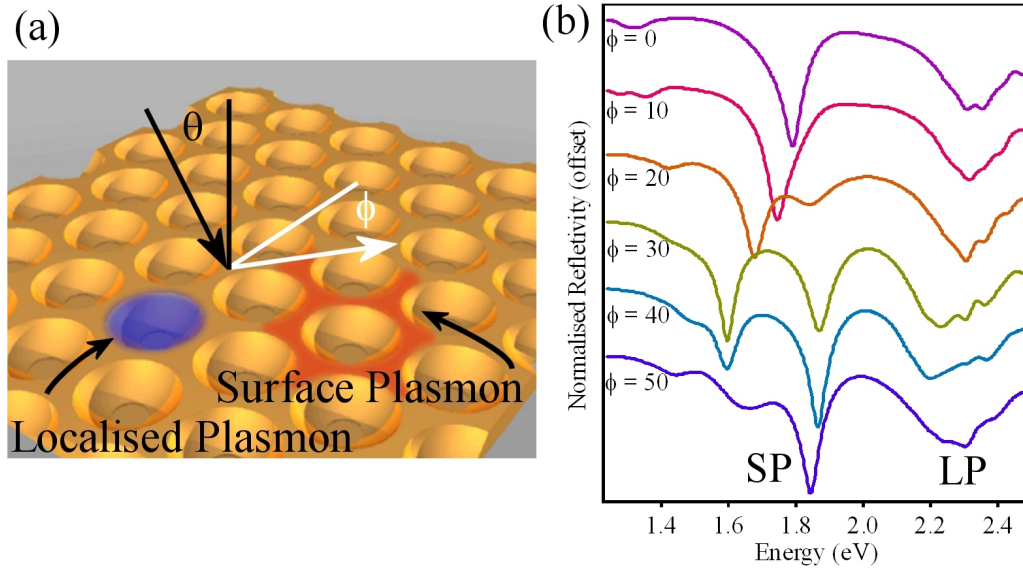 (a)
θ
ϕ
Surface Plasmon
Localised Plasmon
(b)
ϕ = 0
ϕ = 10
ϕ = 20
ϕ = 30
ϕ = 40
ϕ = 50
SP
LP
Normalised Refletivity (offset)
1.4 1.6 1.8 2.0 2.2 2.4
Energy (eV)